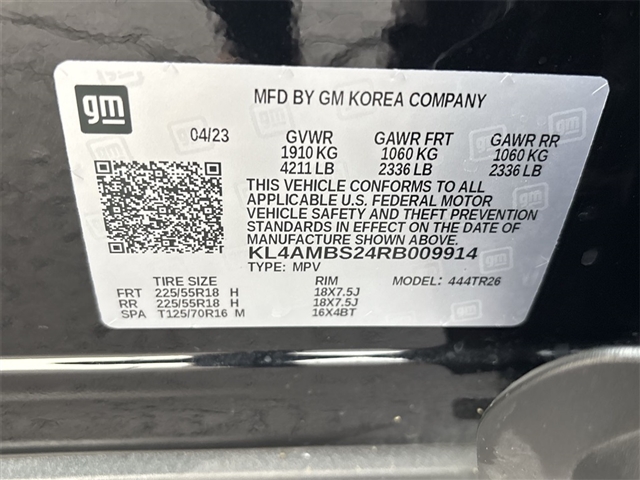 gm
MFD BY GM KOREA COMPANY
04/23 GVWR GAWR FRT GAWR RR
1910 KG 1060 KG 1060 KG
4211 LB 2336 LB 2336 LB
THIS VEHICLE CONFORMS TO ALL
APPLICABLE U.S. FEDERAL MOTOR
VEHICLE SAFETY AND THEFT PREVENTION
STANDARDS IN EFFECT ON THE DATE OF
MANUFACTURE SHOWN ABOVE.
KL4AMBS24RB009914
TYPE: MPV
TIRE SIZE RIM MODEL: 444TR26
FRT 225/55R18 H 18X7.5J
RR 225/55R18 H 18X7.5J
SPA T125/70R16 M 16X4BT